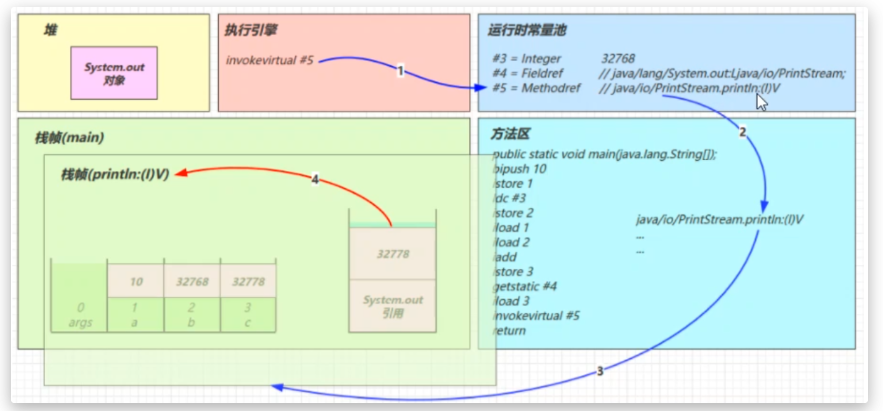 堆
System.out
对象
执行引擎
invokevirtual #5
1
运行时常量池
#3 = Integer 32768
#4 = Fieldref // java/lang/System.out:Ljava/io/PrintStream;
#5 = Methodref // java/io/PrintStream.println:(I)V
2
栈帧(main)
栈帧(println:(I)V)
4
32778
System.out
引用
10 32768 32778
0 1 2 3
args a b c
方法区
public static void main(java.lang.String[]);
bipush 10
istore 1
ldc #3
istore 2
iload 1
iload 2
iadd
istore 3
getstatic #4
iload 3
invokevirtual #5
return
java/io/PrintStream.println:(I)V
...
...
3